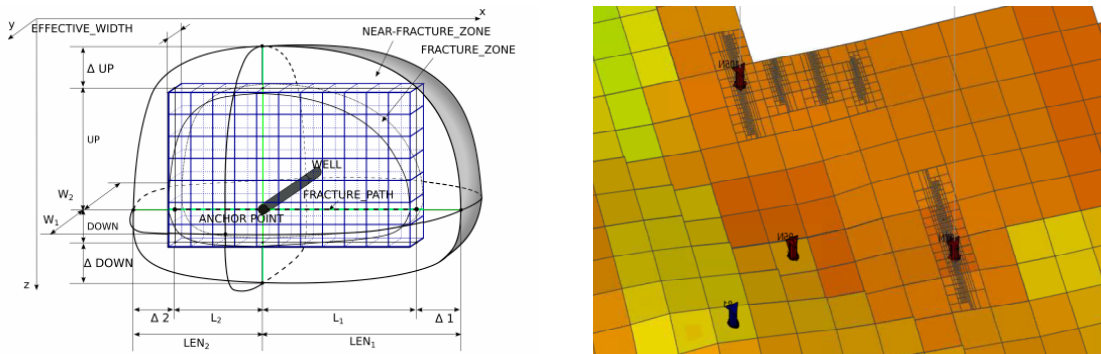 y
x
EFFECTIVE_WIDTH
NEAR-FRACTURE_ZONE
FRACTURE_ZONE
Δ UP
UP
WELL
W₂
FRACTURE_PATH
W₁
ANCHOR POINT
DOWN
Δ DOWN
z
Δ 2
L₂
L₁
Δ 1
LEN₂
LEN₁